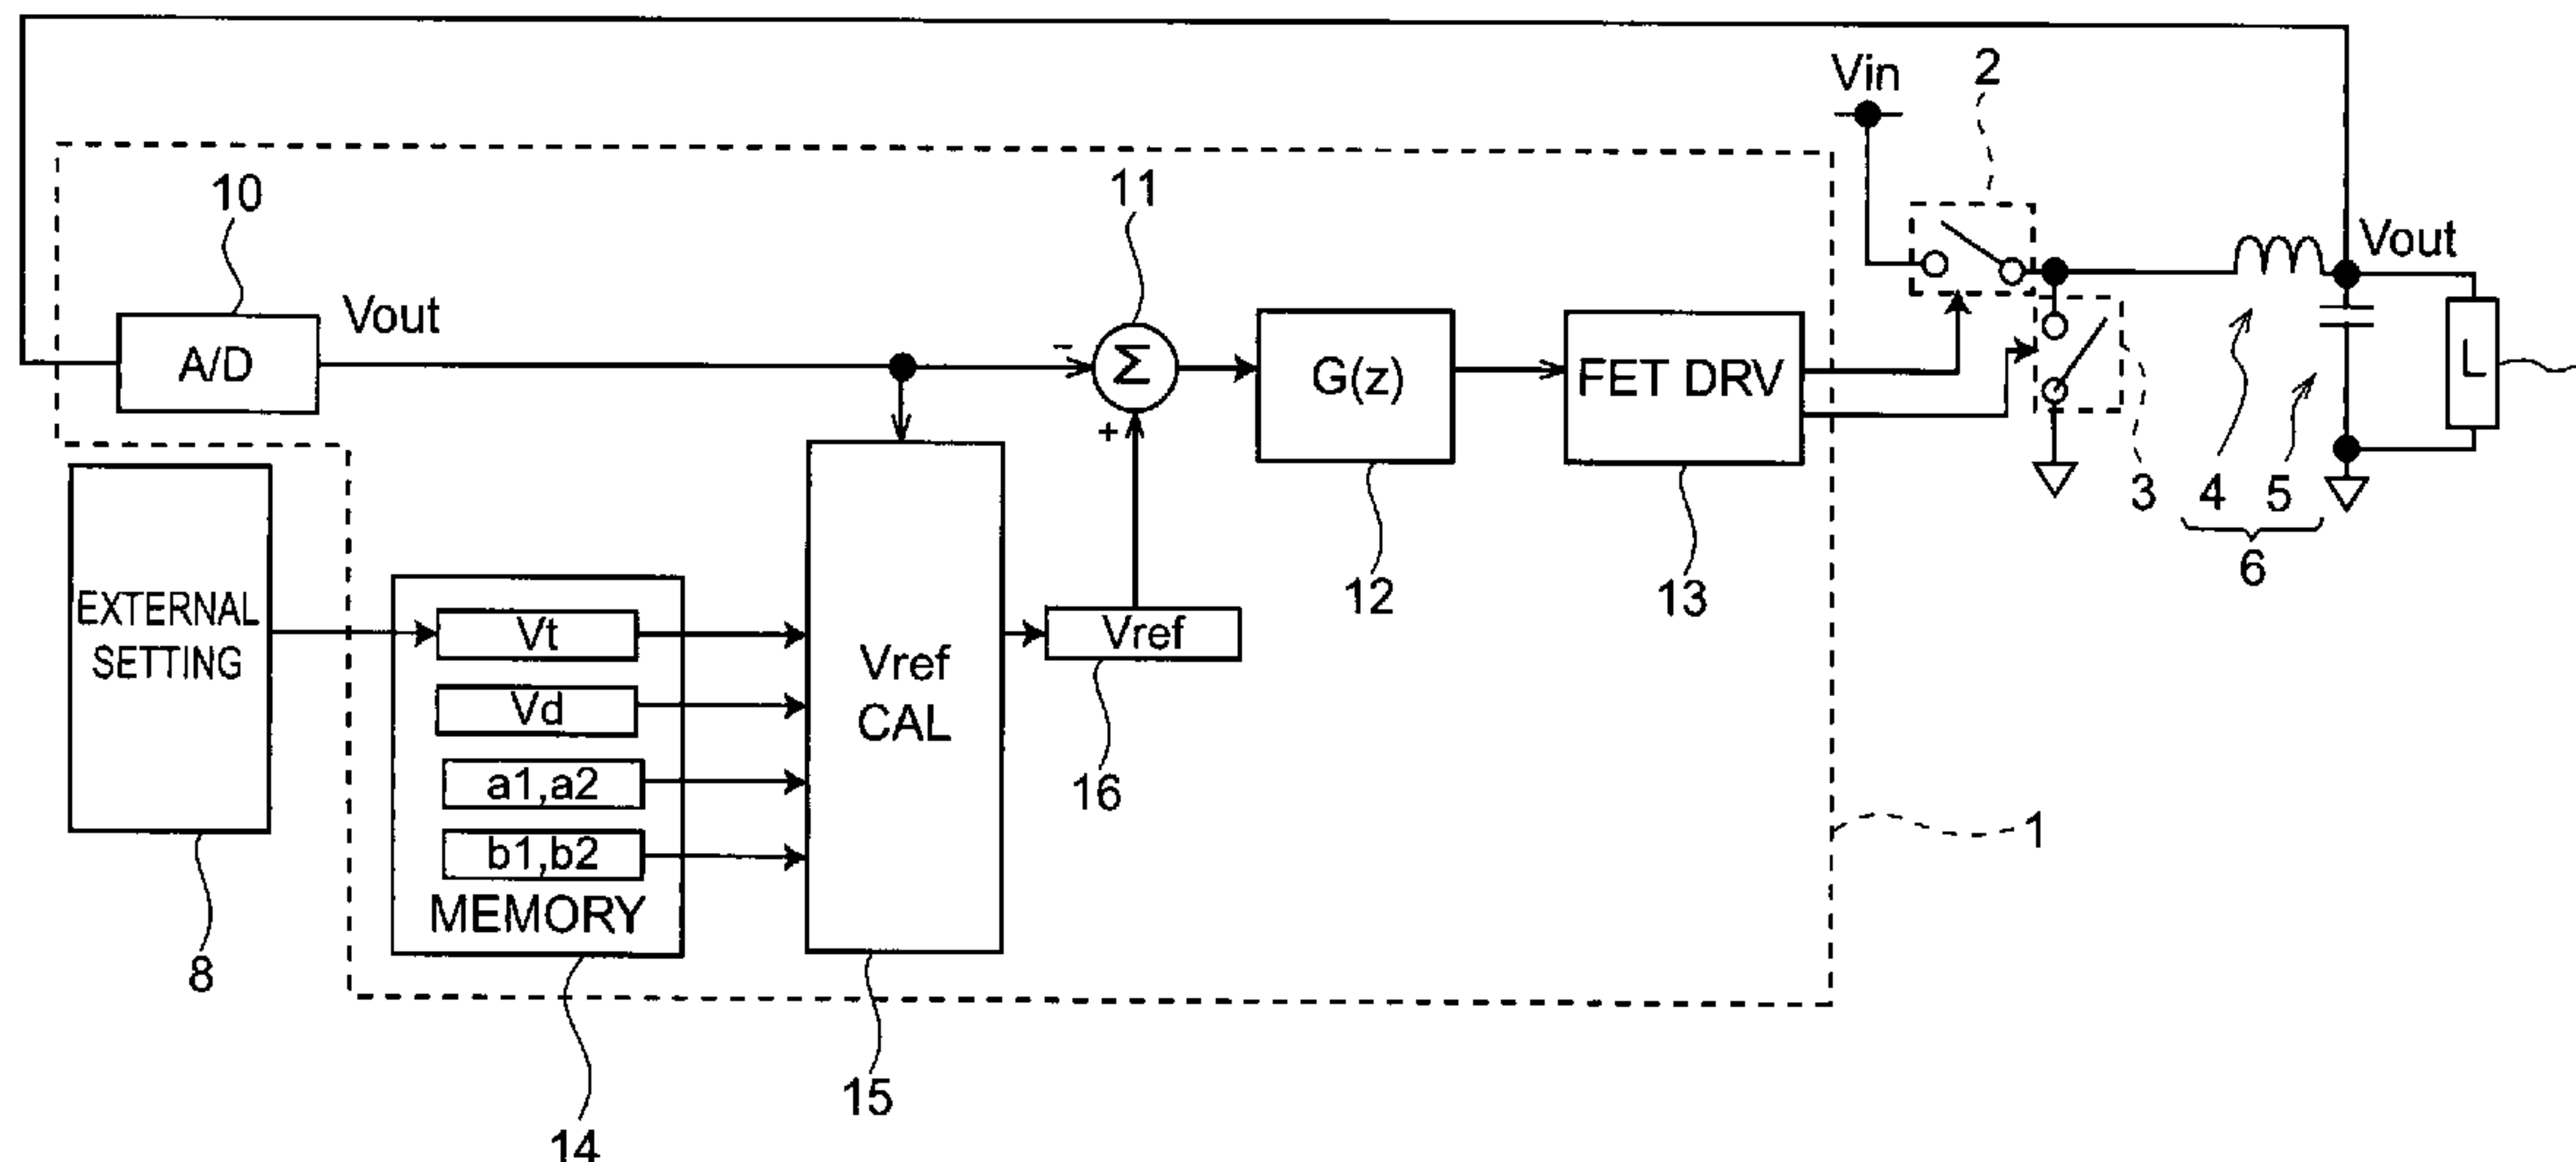 Vin
2
10
11
Vout
Vout
A/D
−
Σ
+
G(z)
FET DRV
L
3
4
5
6
12
13
EXTERNAL
SETTING
Vt
Vd
a1,a2
b1,b2
MEMORY
Vref
CAL
Vref
16
1
8
15
14